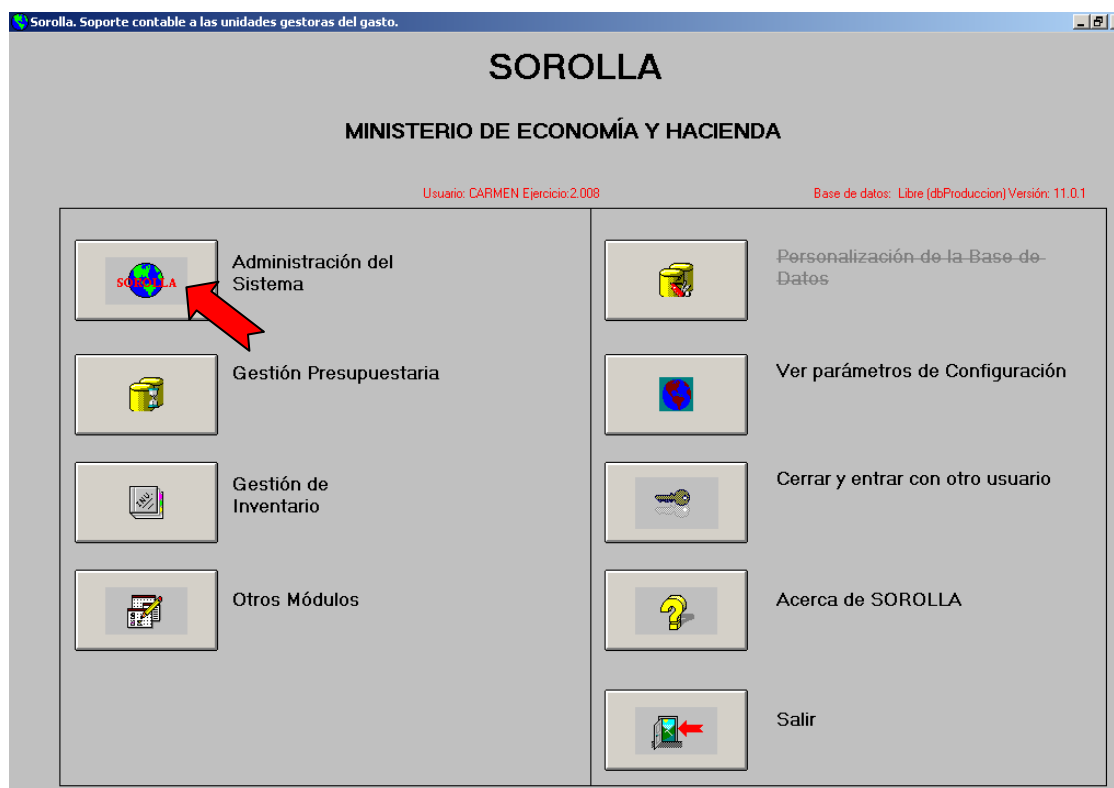 Sorolla. Soporte contable a las unidades gestoras del gasto.
SOROLLA
MINISTERIO DE ECONOMÍA Y HACIENDA
Usuario: CARMEN Ejercicio:2.008
Base de datos: Libre (dbProduccion) Versión: 11.0.1
SOROLLA
Administración del
Sistema
Gestión Presupuestaria
INV.
Gestión de
Inventario
Otros Módulos
Personalización de la Base de
Datos
Ver parámetros de Configuración
Cerrar y entrar con otro usuario
Acerca de SOROLLA
Salir